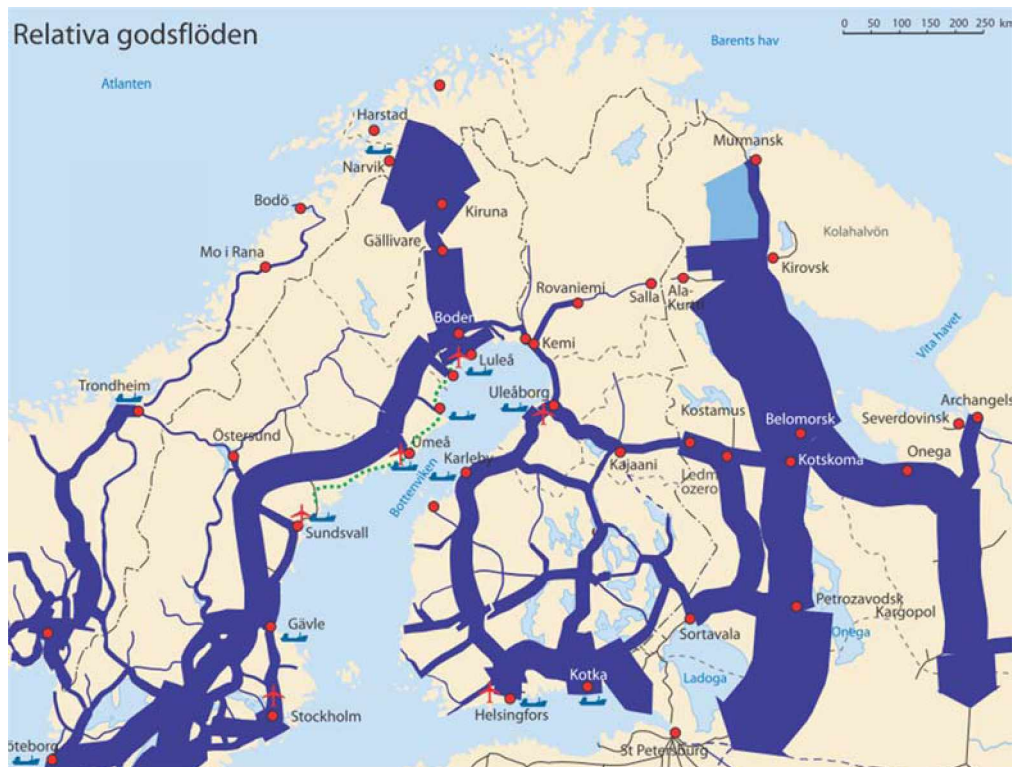 Relativa godsflöden
0 50 100 150 200 250 km
Barents hav
Atlanten
Harstad
Murmansk
Narvik
Bodö
Kiruna
Kolahalvön
Gällivare
Mo i Rana
Kirovsk
Rovaniemi
Salla
Ala-
Kurtti
Boden
Kemi
Vita havet
Luleå
Trondheim
Uleåborg
Kostamus
Belomorsk
Archangels
Severdovinsk
Östersund
Umeå
Karleby
Kajaani
Ledm
ozero
Kotskoma
Onega
Bottenviken
Sundsvall
Petrozavodsk
Kargopol
Gävle
Sortavala
Onega
Kotka
Ladoga
Stockholm
Helsingfors
St Petersburg
öteborg